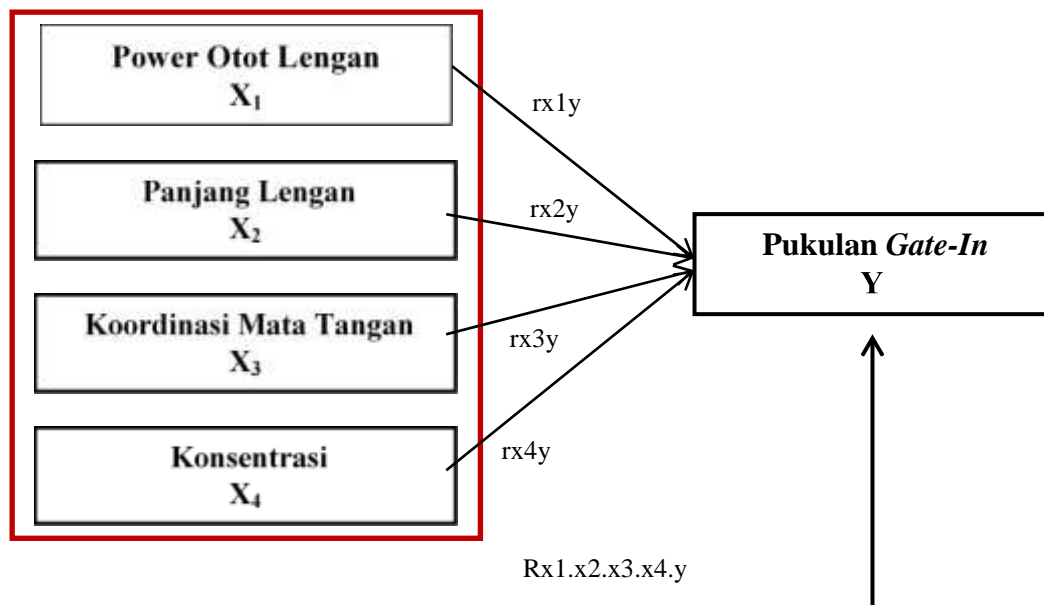 Power Otot Lengan
X₁
rx1y
Panjang Lengan
X₂
rx2y
Pukulan Gate-In
Y
Koordinasi Mata Tangan
X₃
rx3y
Konsentrasi
X₄
rx4y
Rx1.x2.x3.x4.y